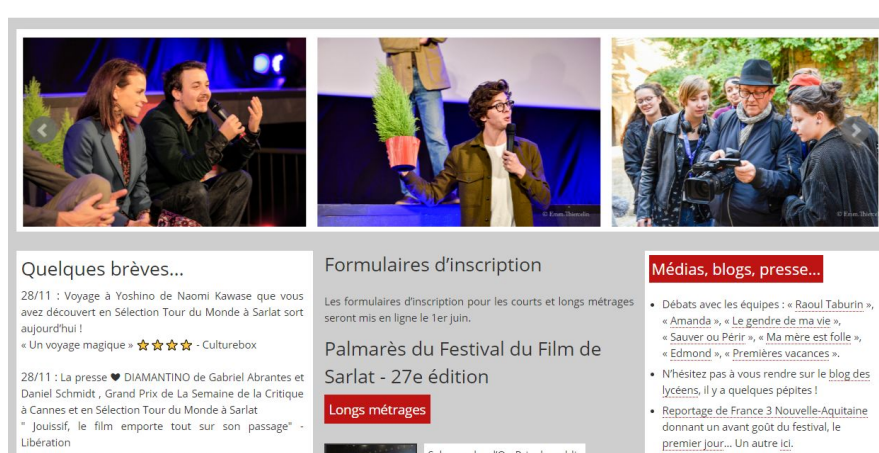 © Erum Thienalin
Quelques brèves...
28/11 : Voyage à Yoshino de Naomi Kawase que vous
avez découvert en Sélection Tour du Monde à Sarlat sort
aujourd'hui !
« Un voyage magique » ⭐⭐⭐⭐ - Culturebox
28/11 : La presse ♥ DIAMANTINO de Gabriel Abrantes et
Daniel Schmidt , Grand Prix de La Semaine de la Critique
à Cannes et en Sélection Tour du Monde à Sarlat
" Jouissif, le film emporte tout sur son passage" -
Libération
Formulaires d'inscription
Les formulaires d'inscription pour les courts et longs métrages
seront mis en ligne le 1er juin.
Palmarès du Festival du Film de
Sarlat - 27e édition
Longs métrages
Médias, blogs, presse...
• Débats avec les équipes : « Raoul Taburin »,
« Amanda », « Le gendre de ma vie »,
« Sauver ou Périr », « Ma mère est folle »,
« Edmond », « Premières vacances ».
• N'hésitez pas à vous rendre sur le blog des
lycéens, il y a quelques pépites !
• Reportage de France 3 Nouvelle-Aquitaine
donnant un avant goût du festival, le
premier jour... Un autre ici.